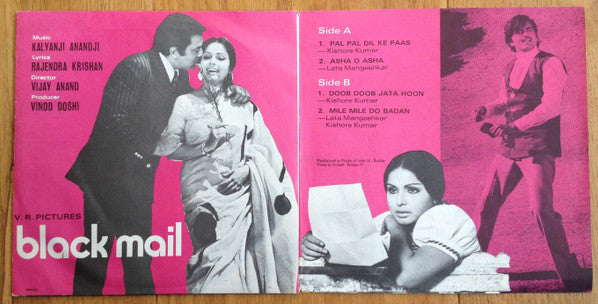 Music
KALYANJI ANANDJI
Lyrics
RAJENDRA KRISHAN
Director
VIJAY ANAND
Producer
VINOD DOSHI
V. R. PICTURES
black mail
Side A
1. PAL PAL DIL KE PAAS
—Kishore Kumar
2. ASHA O ASHA
—Lata Mangeshkar
Side B
1. DOOB DOOB JATA HOON
—Kishore Kumar
2. MILE MILE DO BADAN
—Lata Mangeshkar
Kishore Kumar